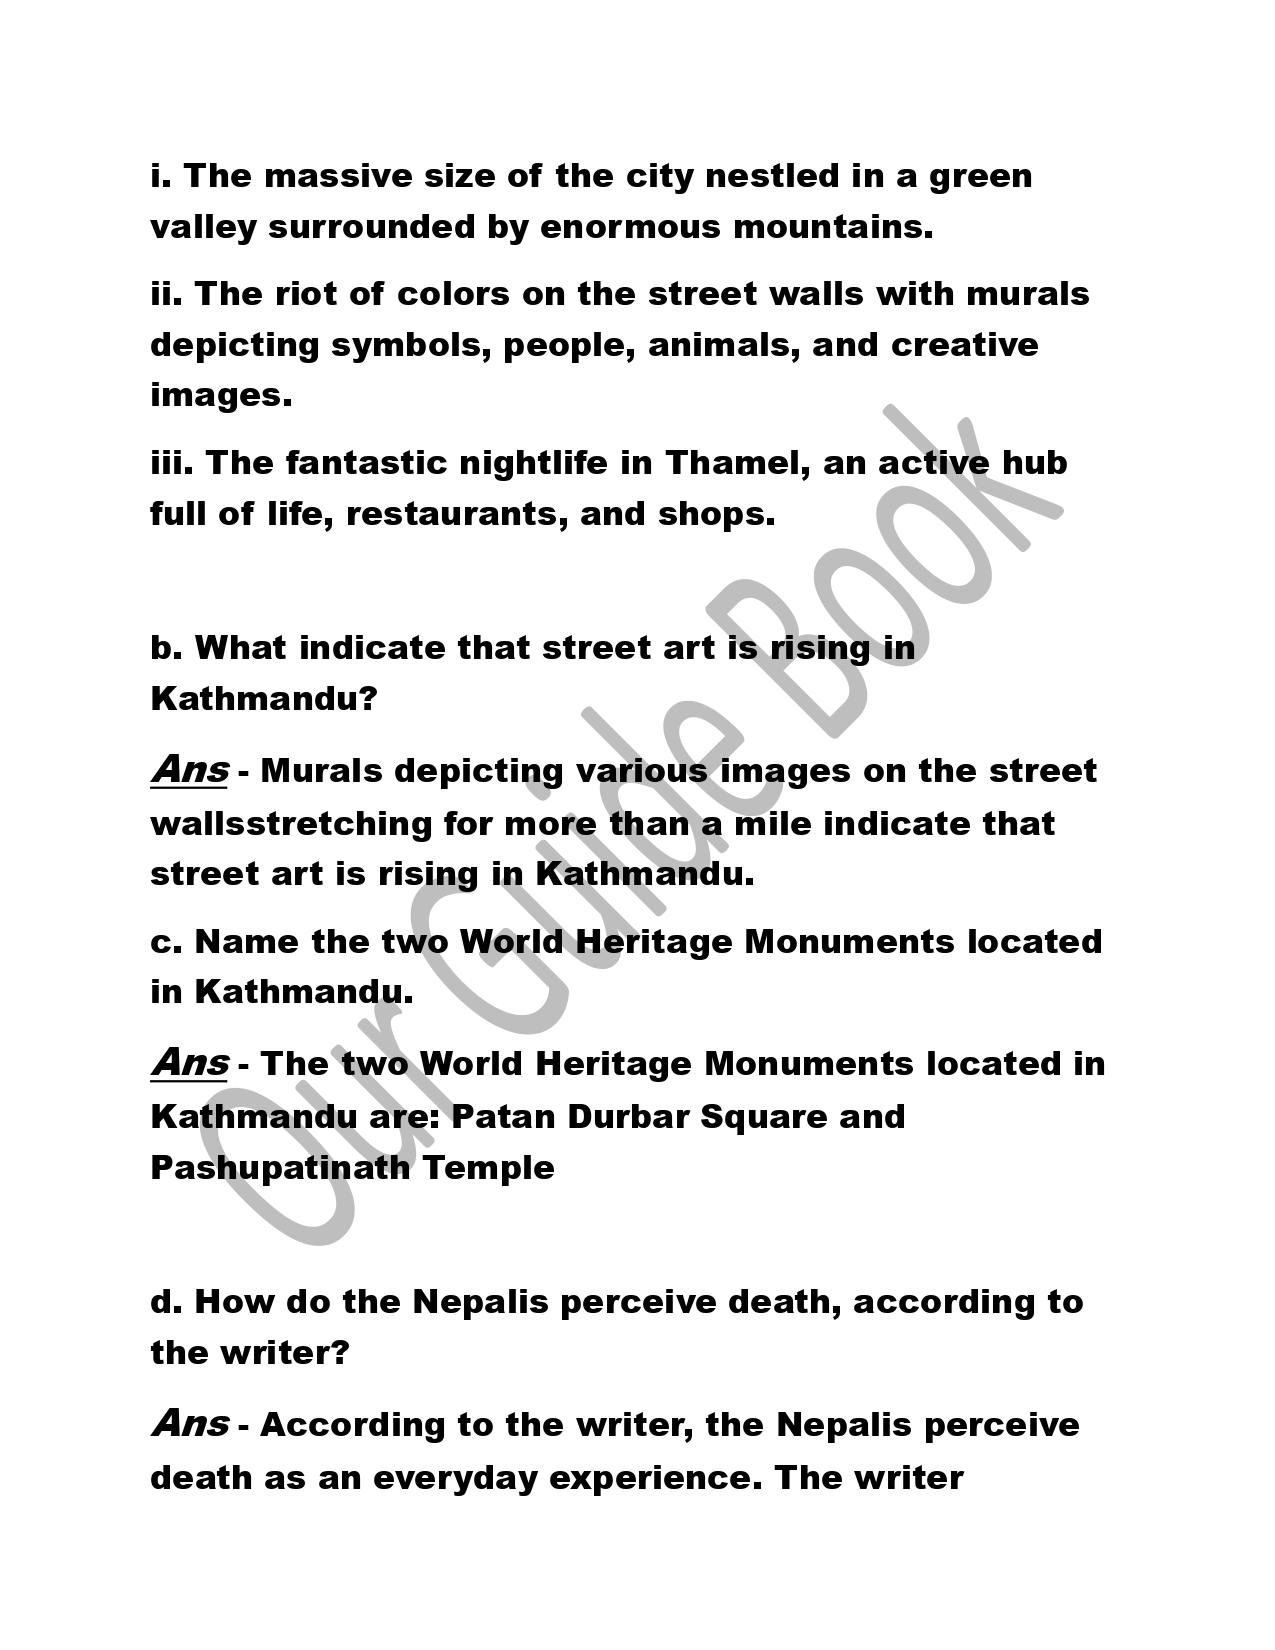 i. The massive size of the city nestled in a green
valley surrounded by enormous mountains.
ii. The riot of colors on the street walls with murals
depicting symbols, people, animals, and creative
images.
iii. The fantastic nightlife in Thamel, an active hub
full of life, restaurants, and shops.
b. What indicate that street art is rising in
Kathmandu?
Ans - Murals depicting various images on the street
wallsstretching for more than a mile indicate that
street art is rising in Kathmandu.
c. Name the two World Heritage Monuments located
in Kathmandu.
Ans - The two World Heritage Monuments located in
Kathmandu are: Patan Durbar Square and
Pashupatinath Temple
d. How do the Nepalis perceive death, according to
the writer?
Ans - According to the writer, the Nepalis perceive
death as an everyday experience. The writer
Our Guide Book